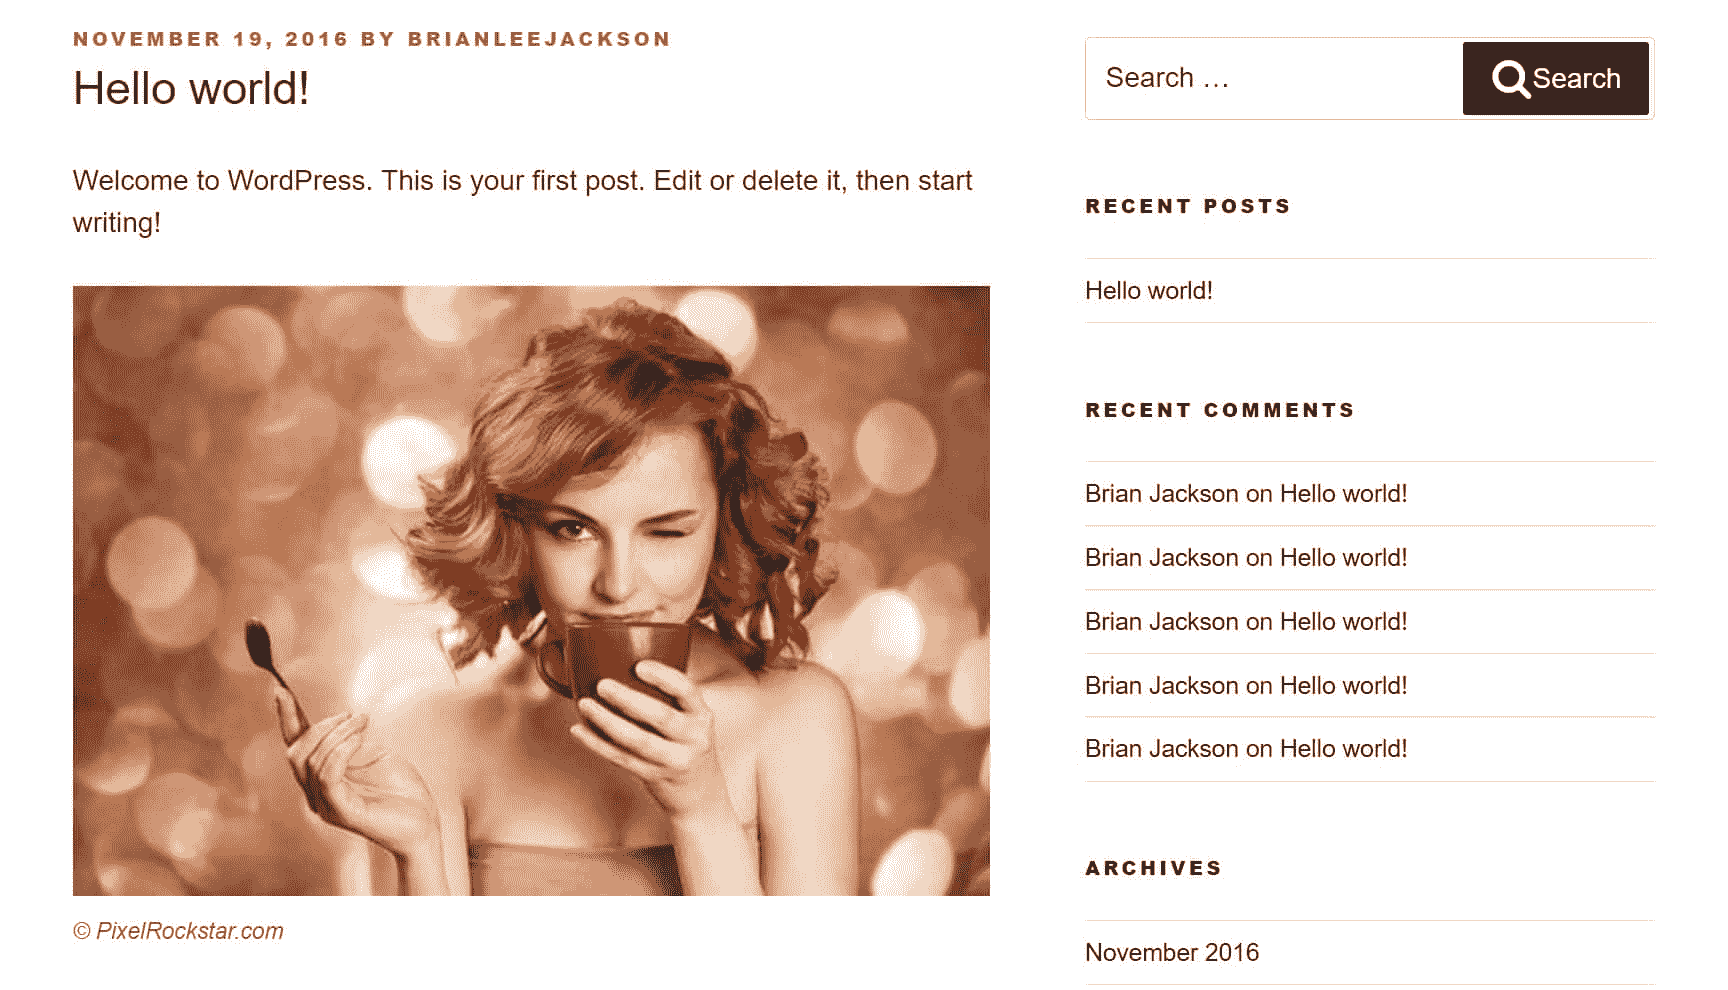 NOVEMBER 19, 2016 BY BRIANLEEJACKSON
Hello world!
Welcome to WordPress. This is your first post. Edit or delete it, then start
writing!
© PixelRockstar.com
Search …
Search
RECENT POSTS
Hello world!
RECENT COMMENTS
Brian Jackson on Hello world!
Brian Jackson on Hello world!
Brian Jackson on Hello world!
Brian Jackson on Hello world!
Brian Jackson on Hello world!
ARCHIVES
November 2016